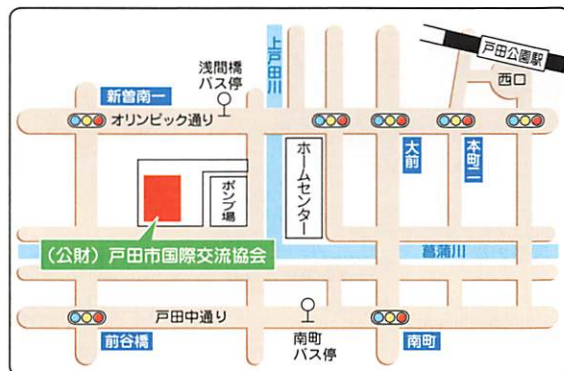 上戸田川
戸田公園駅
西口
浅間橋
バス停
新曽南一
オリンピック通り
大前
本町二
ホームセンター
ポンプ場
(公財)戸田市国際交流協会
菖蒲川
戸田中通り
前谷橋
南町
バス停
南町